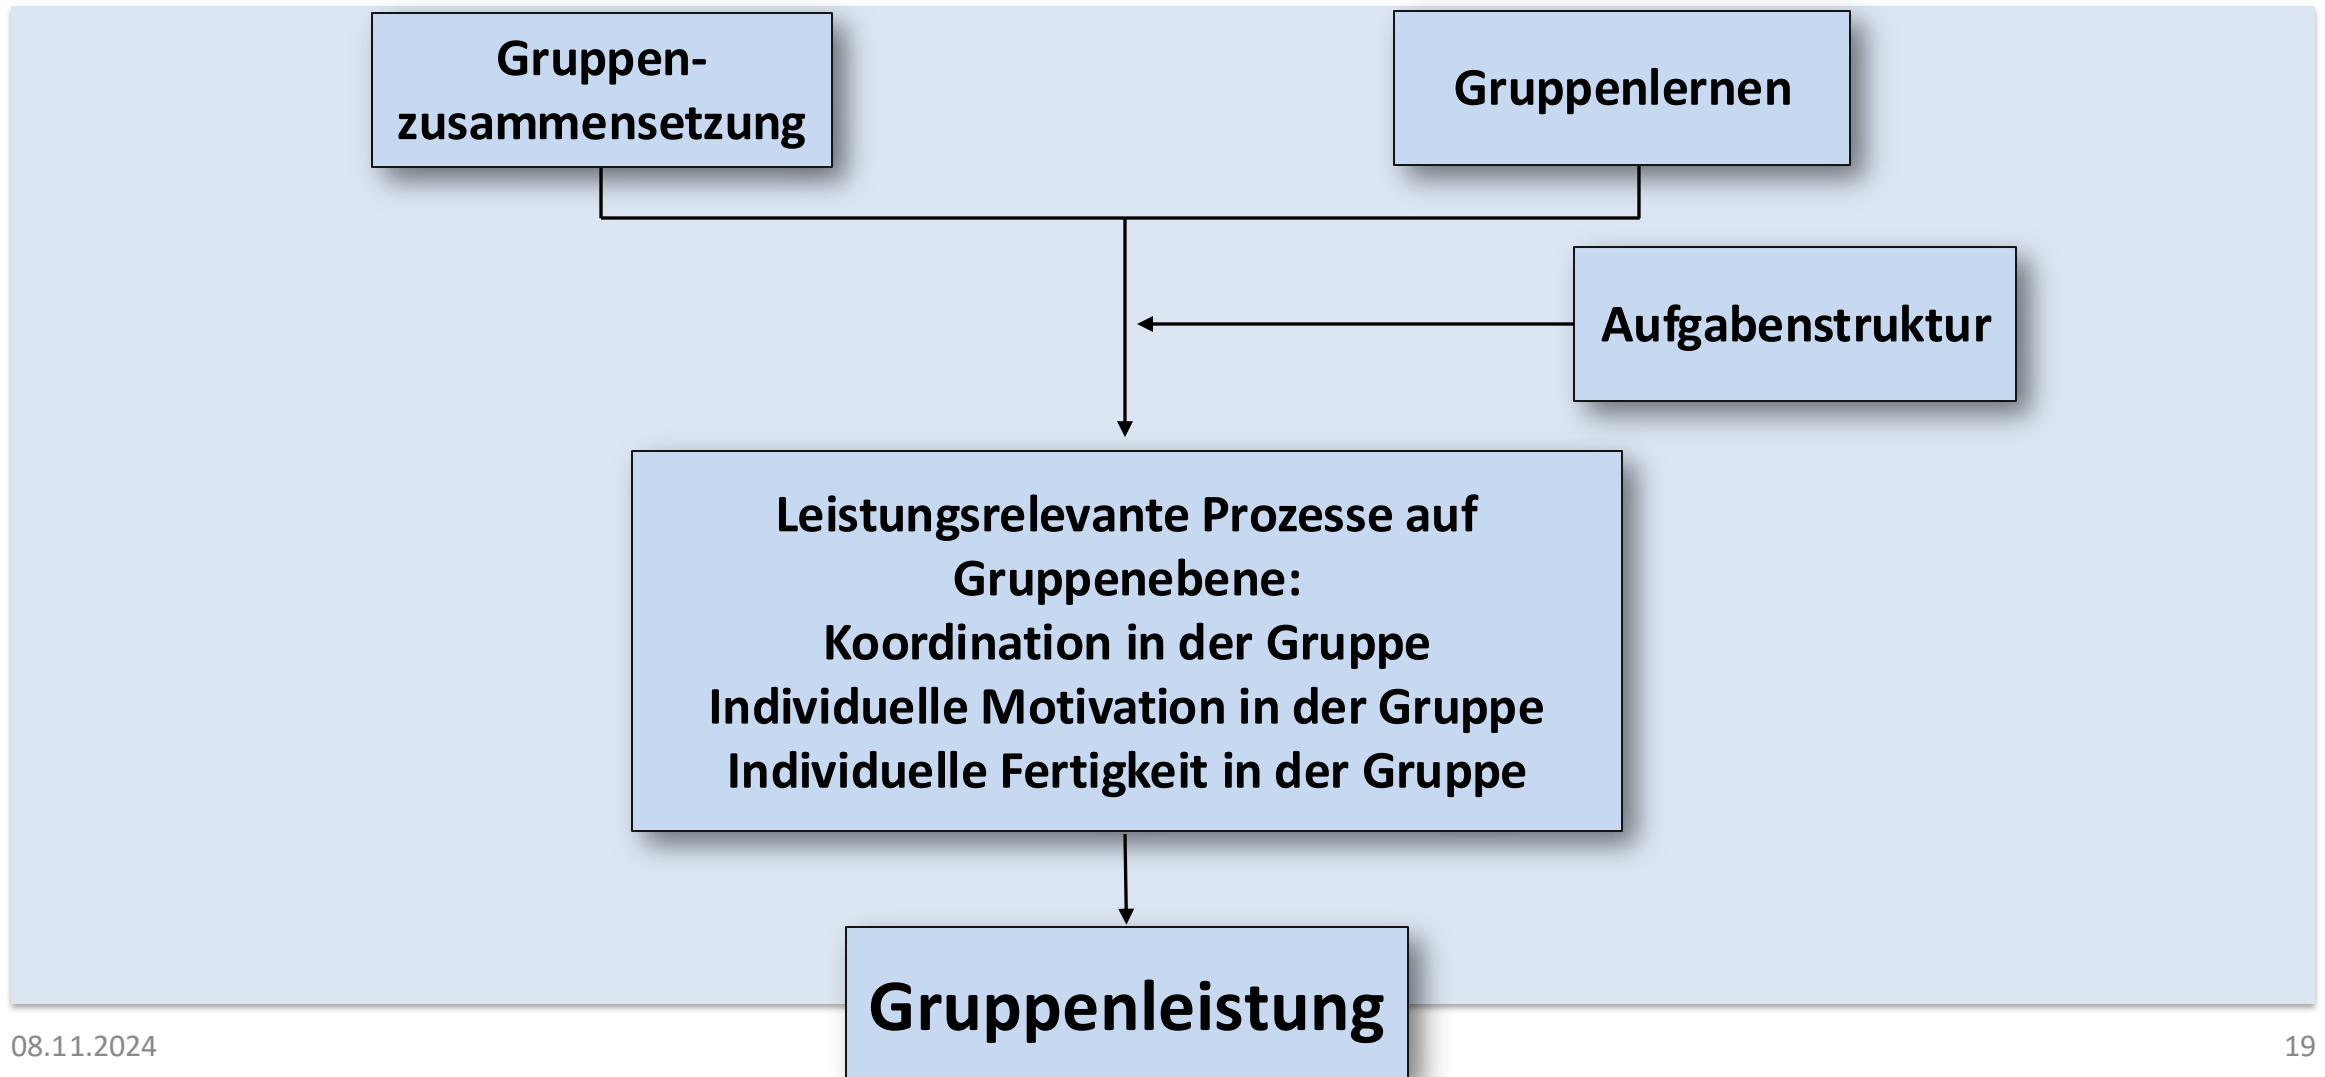 Gruppen-
zusammensetzung
Gruppenlernen
Aufgabenstruktur
Leistungsrelevante Prozesse auf
Gruppenebene:
Koordination in der Gruppe
Individuelle Motivation in der Gruppe
Individuelle Fertigkeit in der Gruppe
Gruppenleistung
08.11.2024
19